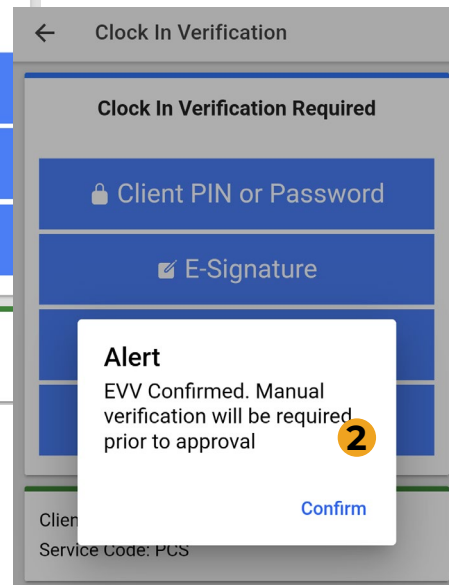 Clock In Verification
Clock In Verification Required
Client PIN or Password
E-Signature
Alert
EVV Confirmed. Manual
verification will be required
prior to approval
2
Confirm
Clien
Service Code: PCS